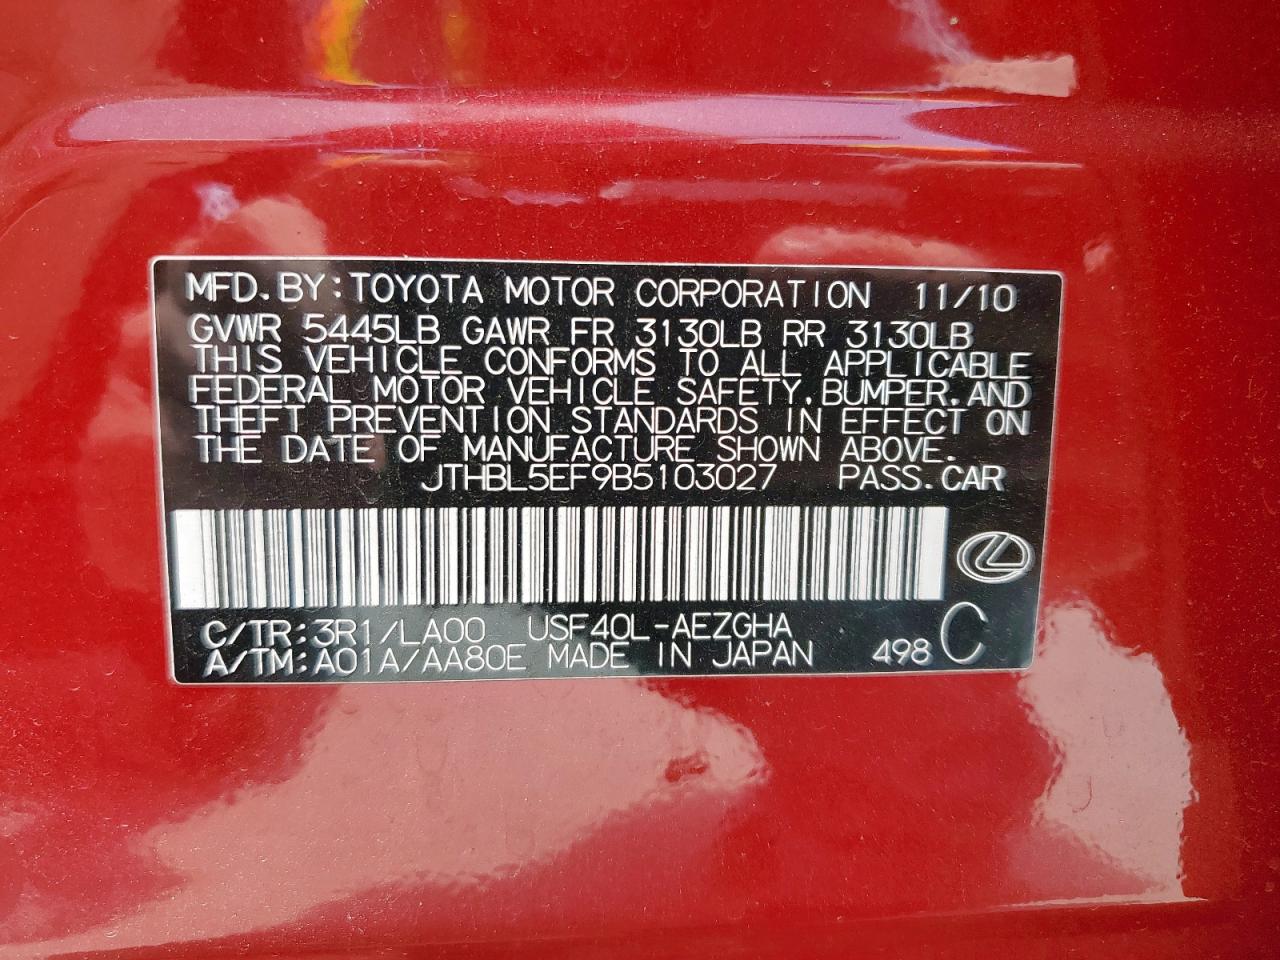 MFD.BY:TOYOTA MOTOR CORPORATION 11/10
GVWR 5445LB GAWR FR 3130LB RR 3130LB
THIS VEHICLE CONFORMS TO ALL APPLICABLE
FEDERAL MOTOR VEHICLE SAFETY,BUMPER,AND
THEFT PREVENTION STANDARDS IN EFFECT ON
THE DATE OF MANUFACTURE SHOWN ABOVE.
JTHBL5EF9B5103027 PASS.CAR
C/TR:3R1/LA00 USF40L-AEZGHA
A/TM:A01A/AA80E MADE IN JAPAN 498 C